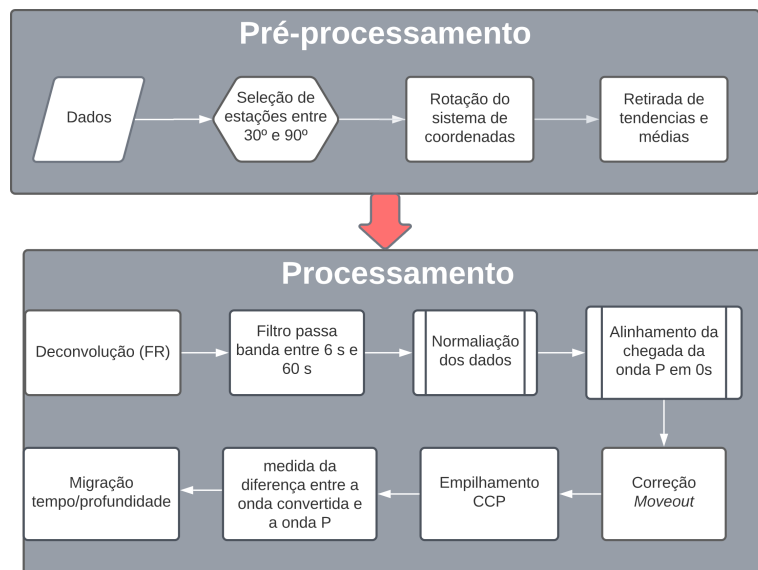 Pré-processamento
Dados
Seleção de
estações entre
30º e 90º
Rotação do
sistema de
coordenadas
Retirada de
tendencias e
médias
Processamento
Deconvolução (FR)
Filtro passa
banda entre 6 s e
60 s
Normaliação
dos dados
Alinhamento da
chegada da
onda P em 0s
Correção
Moveout
Empilhamento
CCP
medida da
diferença entre a
onda convertida e
a onda P
Migração
tempo/profundidade